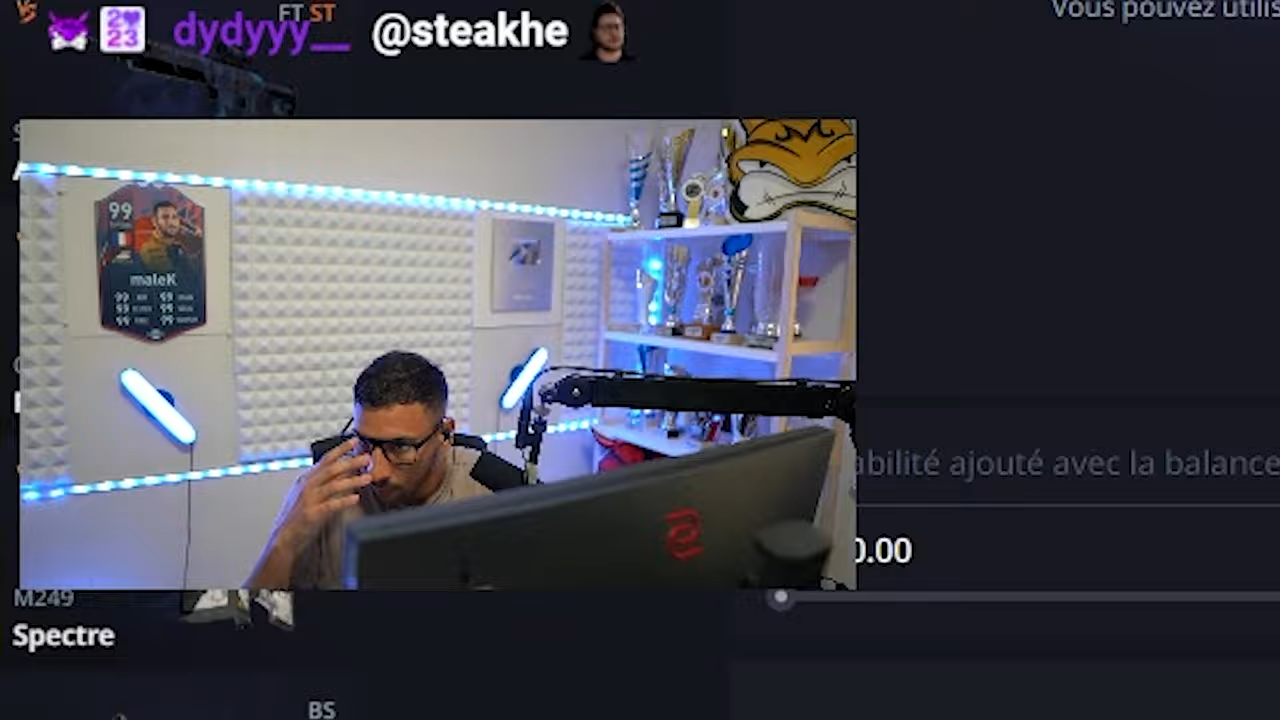 FT ST
2023 dydyyy__ @steakhe
Vous pouvez utilis
99
maleK
abilité ajouté avec la balance
0.00
M249
Spectre
BS